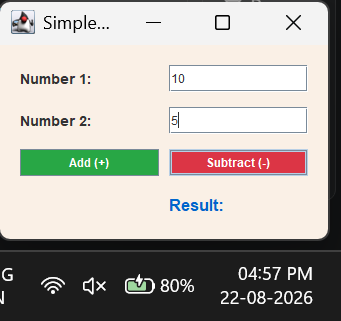 Simple...
Number 1: 10
Number 2: 5
Add (+) Subtract (-)
Result:
G 80% 04:57 PM
N 22-08-2026